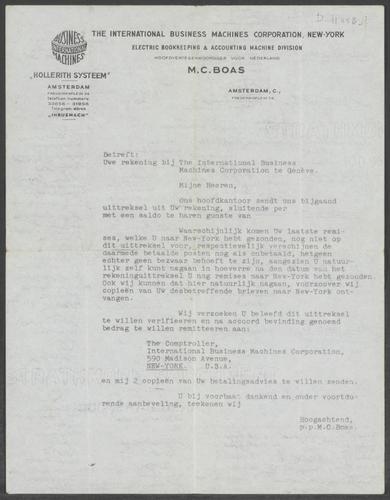 THE INTERNATIONAL BUSINESS MACHINES CORPORATION, NEW-YORK
ELECTRIC BOOKKEEPING & ACCOUNTING MACHINE DIVISION
HOOFDVERTEGENWOORDIGER VOOR NEDERLAND
M.C. BOAS
INTERNATIONAL
BUSINESS
MACHINES
„HOLLERITH SYSTEEM”
AMSTERDAM
FREDERIKSPLEIN 34
Telefoon nummers
Telegram Adres
„INBUSMACH”
AMSTERDAM, C.,
FREDERIKSPLEIN 34
Betreft:
Uwe rekening bij The International Business
Machines Corporation te Genève.
Mijne Heeren,
Ons hoofdkantoor zendt ons bijgaand
uittreksel uit Uw rekening, sluitende per
met een saldo te haren gunste van
Waarschijnlijk komen Uw laatste remi-
ses, welke U naar New-York hebt gezonden, nog niet op
dit uittreksel voor, respectievelijk verschijnen de
daarmede betaalde posten nog als onbetaald, hetgeen
echter geen bezwaar behoeft te zijn, aangezien U natuur-
lijk zelf kunt nagaan in hoeverre na den datum van het
rekeninguittreksel U nog remises naar New-York hebt gezonden.
Ook wij kunnen dat hier natuurlijk nagaan, voorzoover wij
copieën van Uw desbetreffende brieven naar New-York ont-
vangen.
Wij verzoeken U beleefd dit uittreksel
te willen verifieeren en na accoord bevinding genoemd
bedrag te willen remitteeren aan:
The Comptroller,
International Business Machines Corporation,
590 Madison Avenue,
NEW-YORK. U.S.A.
en mij 2 copieën van Uw betalingsadvies te willen zenden.
U bij voorbaat dankend en onder voortdu-
rende aanbeveling, teekenen wij
Hoogachtend,
p.p.M.C.Boas.